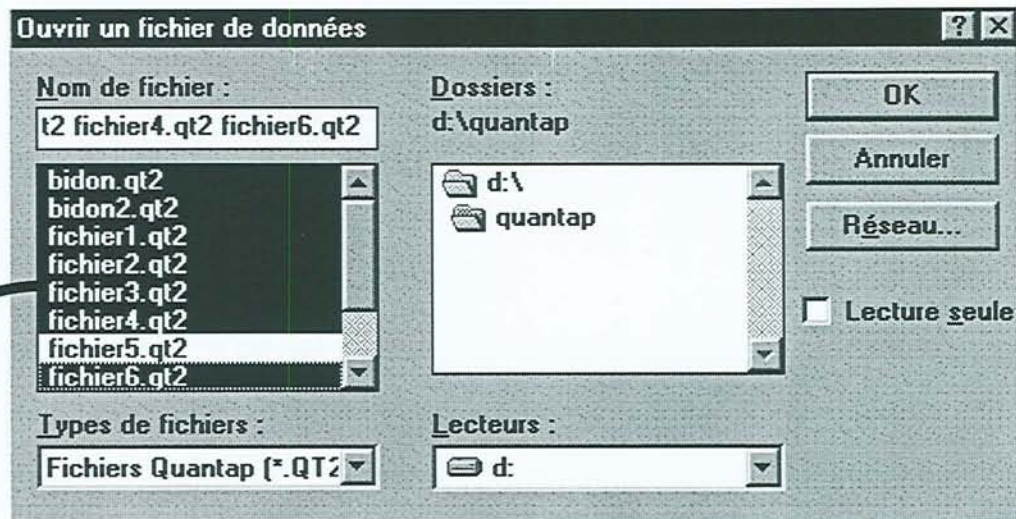 Ouvrir un fichier de données
Nom de fichier :
t2 fichier4.qt2 fichier6.qt2
bidon.qt2
bidon2.qt2
fichier1.qt2
fichier2.qt2
fichier3.qt2
fichier4.qt2
fichier5.qt2
fichier6.qt2
Types de fichiers :
Fichiers Quantap (*.QT2
Dossiers :
d:\quantap
d:\
quantap
Lecteurs :
d:
OK
Annuler
Réseau...
Lecture seule